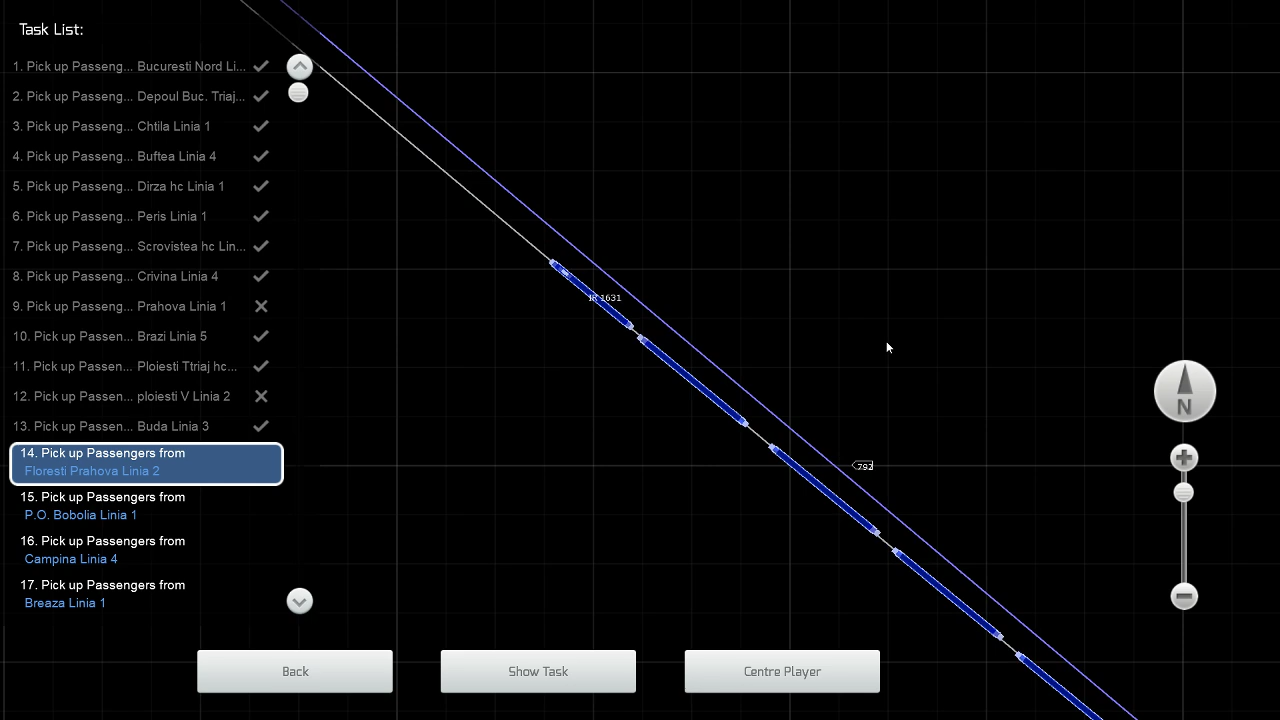 Task List:
1. Pick up Passeng... Bucuresti Nord Li...
2. Pick up Passeng... Depoul Buc. Triaj...
3. Pick up Passeng... Chtila Linia 1
4. Pick up Passeng... Buftea Linia 4
5. Pick up Passeng... Dirza hc Linia 1
6. Pick up Passeng... Peris Linia 1
7. Pick up Passeng... Scrovistea hc Lin...
8. Pick up Passeng... Crivina Linia 4
9. Pick up Passeng... Prahova Linia 1
10. Pick up Passen... Brazi Linia 5
11. Pick up Passen... Ploiesti Ttriaj hc...
12. Pick up Passen... ploiesti V Linia 2
13. Pick up Passen... Buda Linia 3
14. Pick up Passengers from
Floresti Prahova Linia 2
15. Pick up Passengers from
P.O. Bobolia Linia 1
16. Pick up Passengers from
Campina Linia 4
17. Pick up Passengers from
Breaza Linia 1
IR 1631
792
N
Back
Show Task
Centre Player